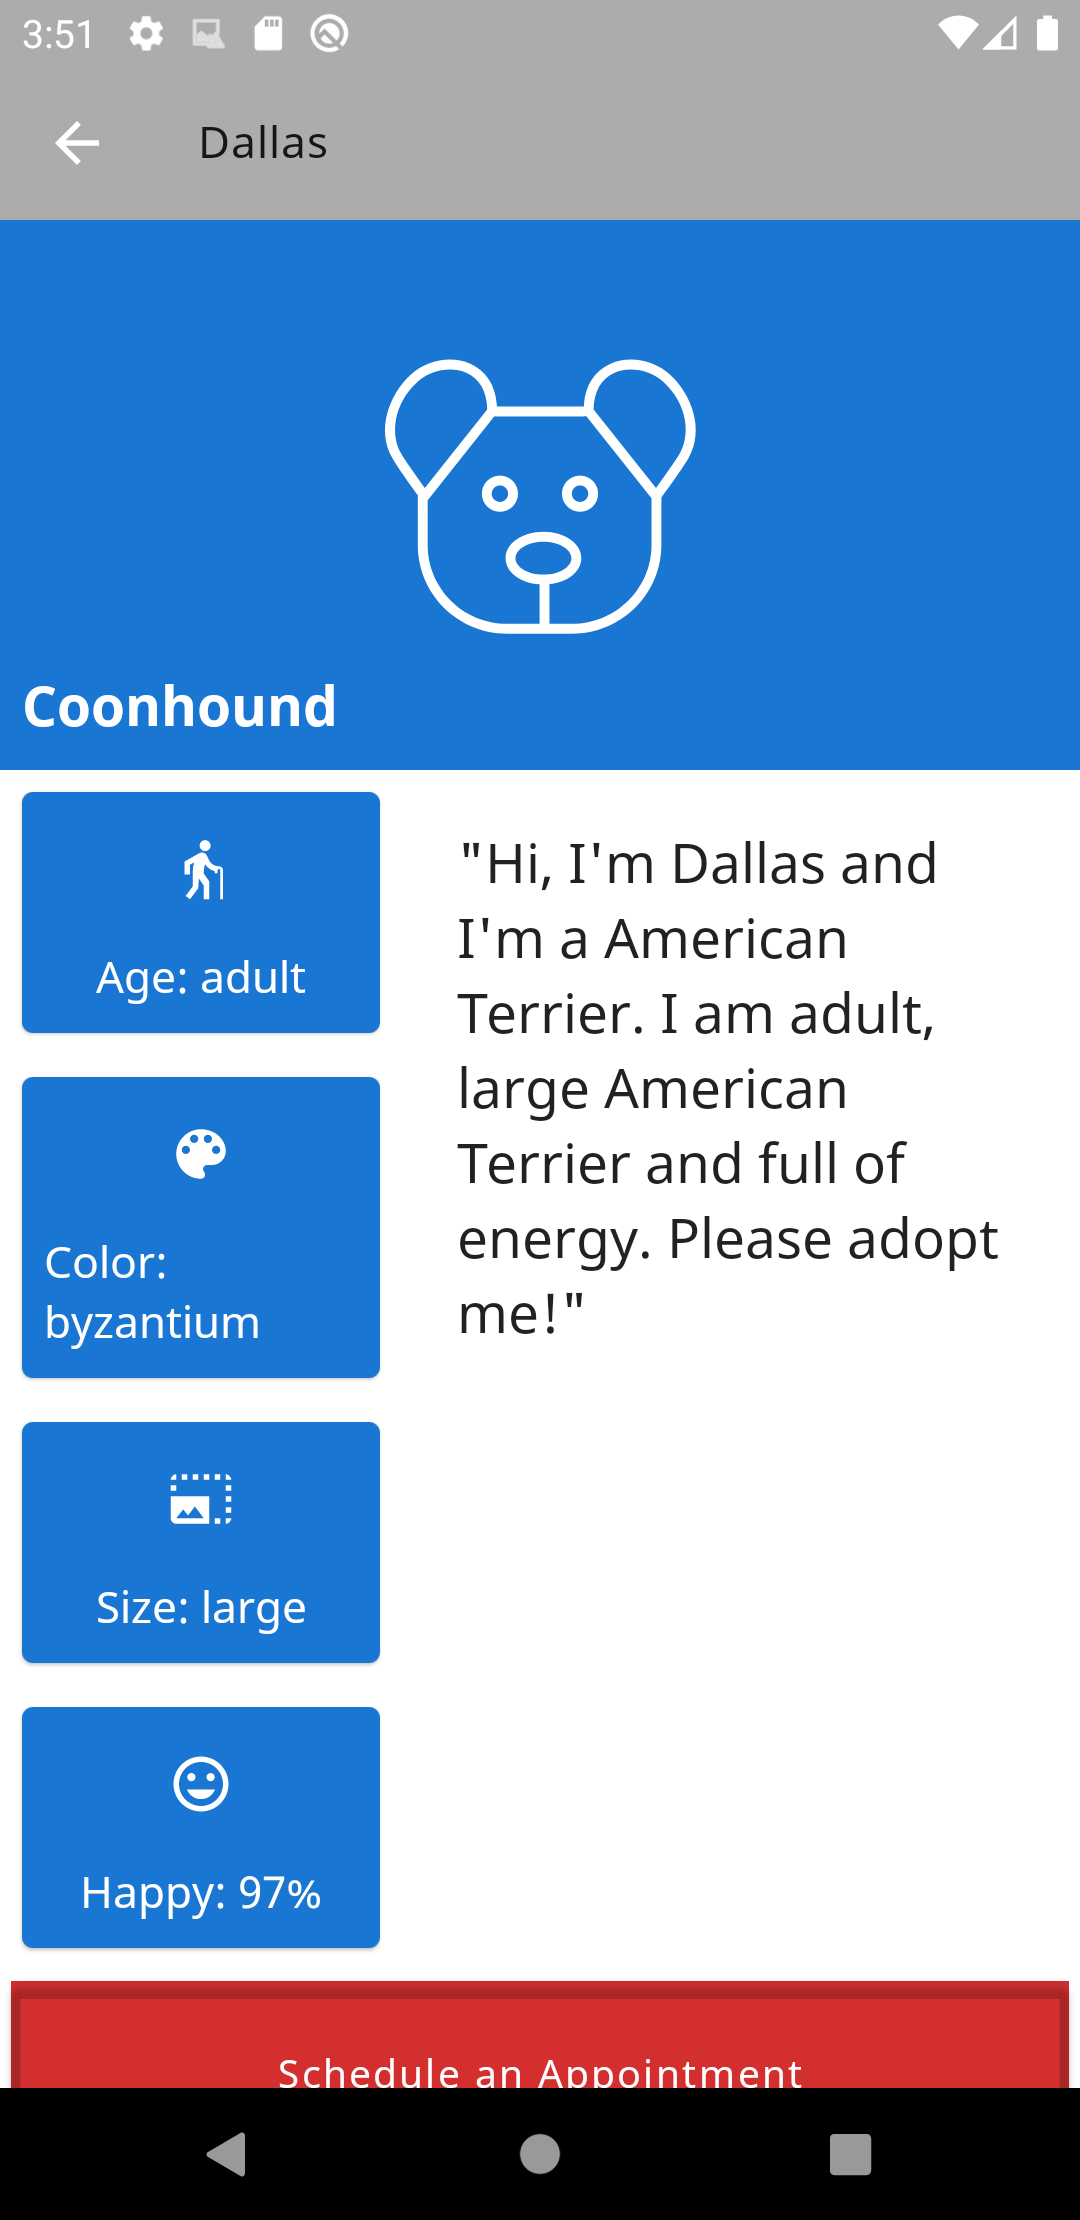 3:51
Dallas
Coonhound
Age: adult
Color:
byzantium
Size: large
Happy: 97%
"Hi, I'm Dallas and
I'm a American
Terrier. I am adult,
large American
Terrier and full of
energy. Please adopt
me!"
Schedule an Appointment